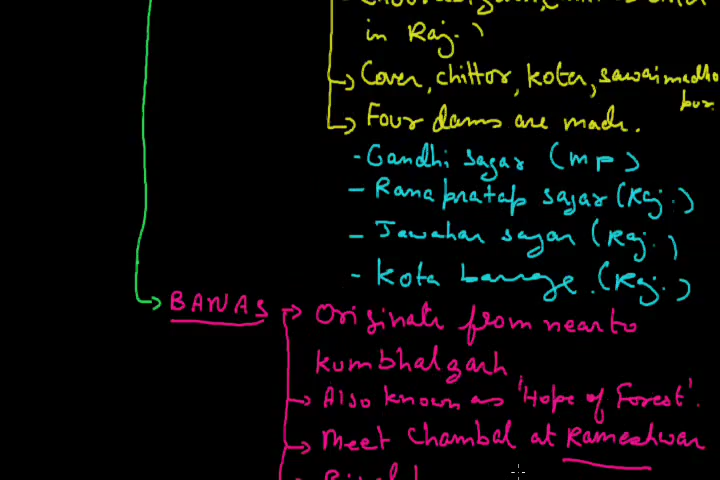 in Raj.)
Cover, chittor, kota, sawaimadho
pur.
Four dams are made.
- Gandhi sagar (MP)
- Rana pratap sagar (Raj.)
- Jawahar sagar (Raj.)
- Kota barrage. (Raj.)
BANAS
Originate from near to
kumbhalgarh
Also known as 'Hope of Forest'.
Meet Chambal at Rameshwar